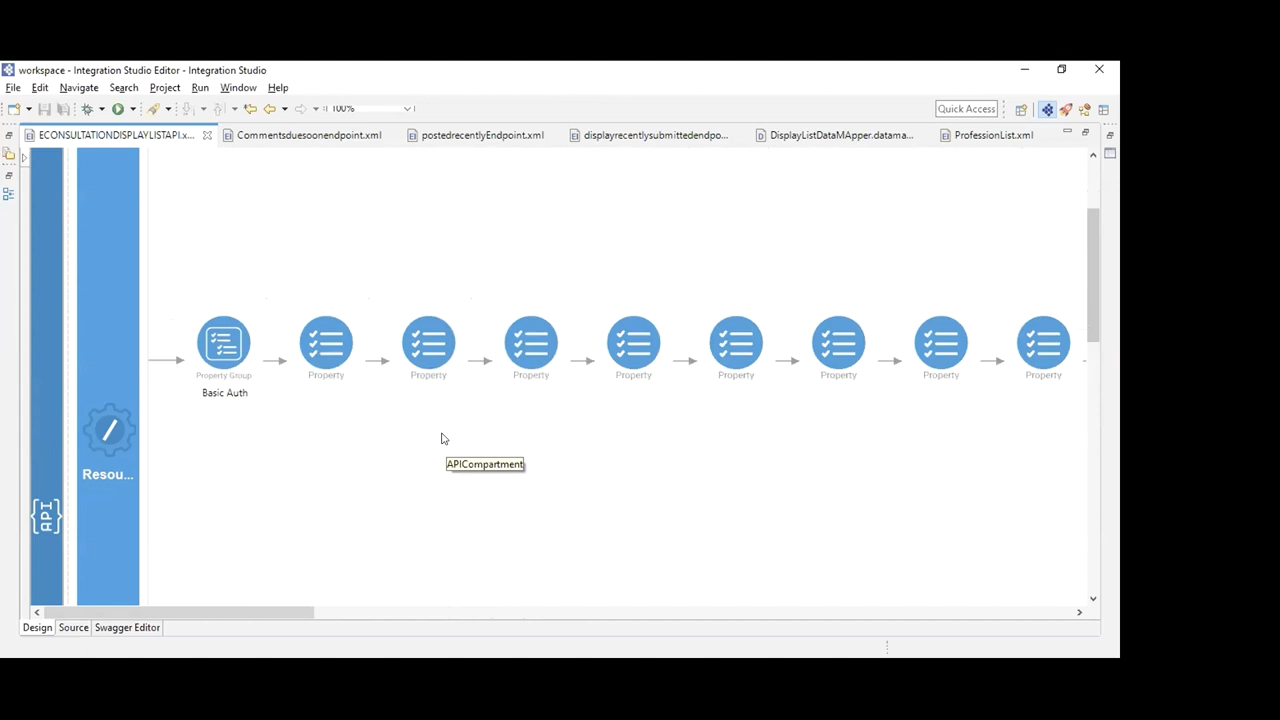 workspace - Integration Studio Editor - Integration Studio
File Edit Navigate Search Project Run Window Help
100%
Quick Access
ECONSULTATIONDISPLAYLISTAPI.x... Commentsduesoonendpoint.xml postedrecentlyEndpoint.xml displayrecentlysubmittedendpo... DisplayListDataMApper.datama... ProfessionList.xml
Property Group Property Property Property Property Property Property Property Property
Basic Auth
APICompartment
Resou...
{API}
Design Source Swagger Editor